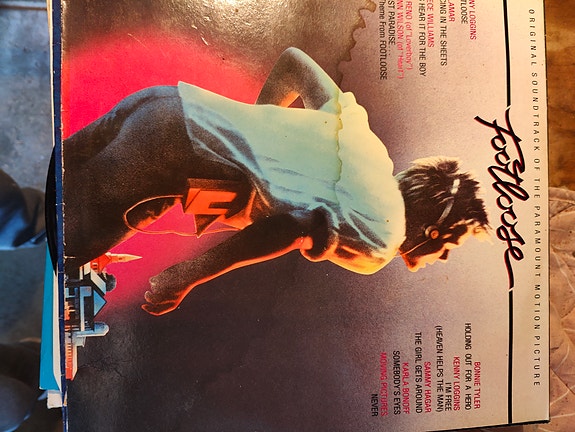 ORIGINAL SOUNDTRACK OF THE PARAMOUNT MOTION PICTURE
footloose
NY LOGGINS
TLOOSE
LAMAR
CING IN THE SHEETS
ECE WILLIAMS
HEAR IT FOR THE BOY
RENO (of "Loverboy")
NN WILSON (of "Heart")
ST PARADISE...
Theme from FOOTLOOSE
BONNIE TYLER
HOLDING OUT FOR A HERO
KENNY LOGGINS
I'M FREE
(HEAVEN HELPS THE MAN)
SAMMY HAGAR
THE GIRL GETS AROUND
KARLA BONOFF
SOMEBODY'S EYES
MOVING PICTURES
NEVER